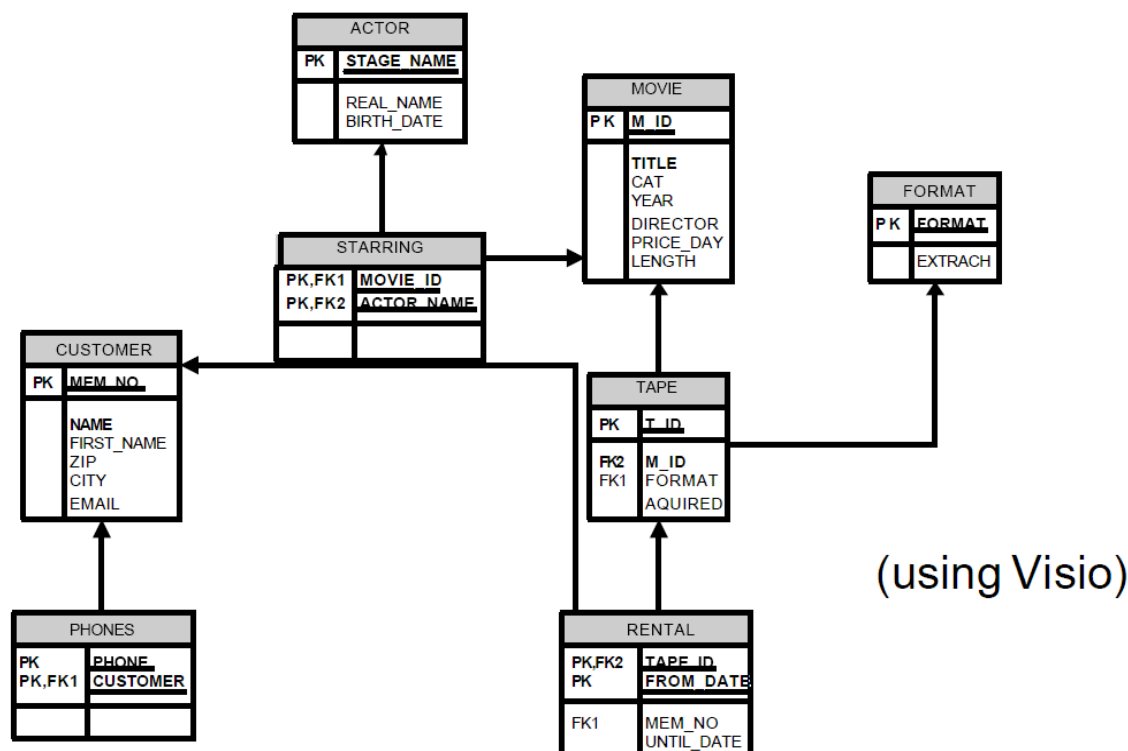 ACTOR
PK STAGE_NAME
REAL_NAME
BIRTH_DATE
MOVIE
PK M_ID
TITLE
CAT
YEAR
DIRECTOR
PRICE_DAY
LENGTH
FORMAT
PK FORMAT
EXTRACH
STARRING
PK,FK1 MOVIE_ID
PK,FK2 ACTOR_NAME
CUSTOMER
PK MEM_NO
NAME
FIRST_NAME
ZIP
CITY
EMAIL
TAPE
PK T_ID
FK2 M_ID
FK1 FORMAT
AQUIRED
(using Visio)
PHONES
PK PHONE
PK,FK1 CUSTOMER
RENTAL
PK,FK2 TAPE_ID
PK FROM_DATE
FK1 MEM_NO
UNTIL_DATE